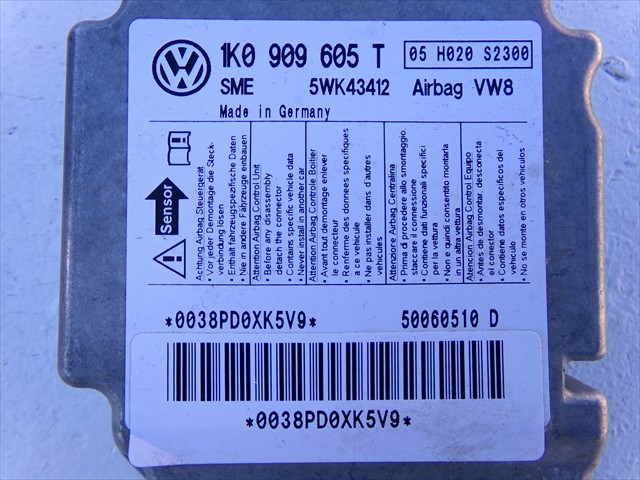 1K0 909 605 T
05 H020 S2300
SME 5WK43412 Airbag VW8
Made in Germany
Sensor
Achtung Airbag Steuergerät
• Vor jeder Demontage die Steck-
verbindung lösen
• Enthält fahrzeugspezifische Daten
• Nie in andere Fahrzeuge einbauen
Attention Airbag Control Unit
• Before any disassembly
detach the connector
• Contains specific vehicle data
• Never install in another car
Attention Airbag Controle Boîlier
• Avant tout demontage enlever
le connecteur
• Renferme des donnees specifiques
a ce vehicule
• Ne pas installer dans d'autres
vehicules
Attenzione Airbag Centralina
• Prima di procedere allo smontaggio,
staccare il connessione
• Contiene dati funzionali specifici
per la vettura
• Non e quindi consentito montarla
in un altra vettura
Atencion Airbag Control Equipo
• Antes de desmontar, desconecta
el conector
• Contiene datos especificos del
vehiculo
• No se monte en otros vehiculos
*0038PD0XK5V9* 50060510 D
*0038PD0XK5V9*